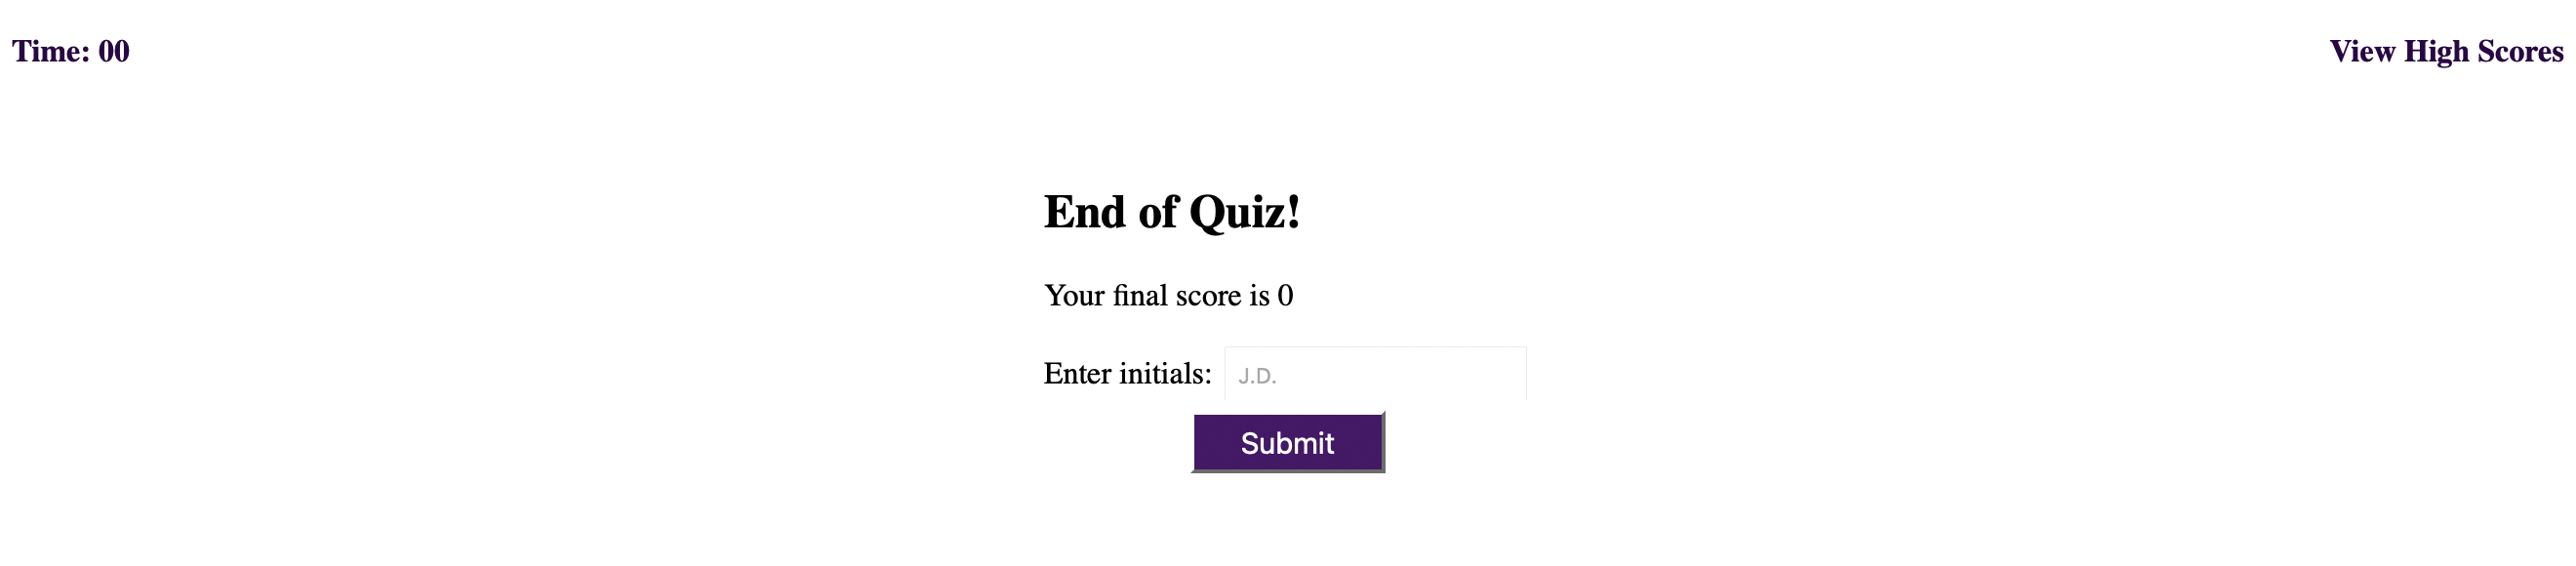 Time: 00
View High Scores
End of Quiz!
Your final score is 0
Enter initials: J.D.
Submit